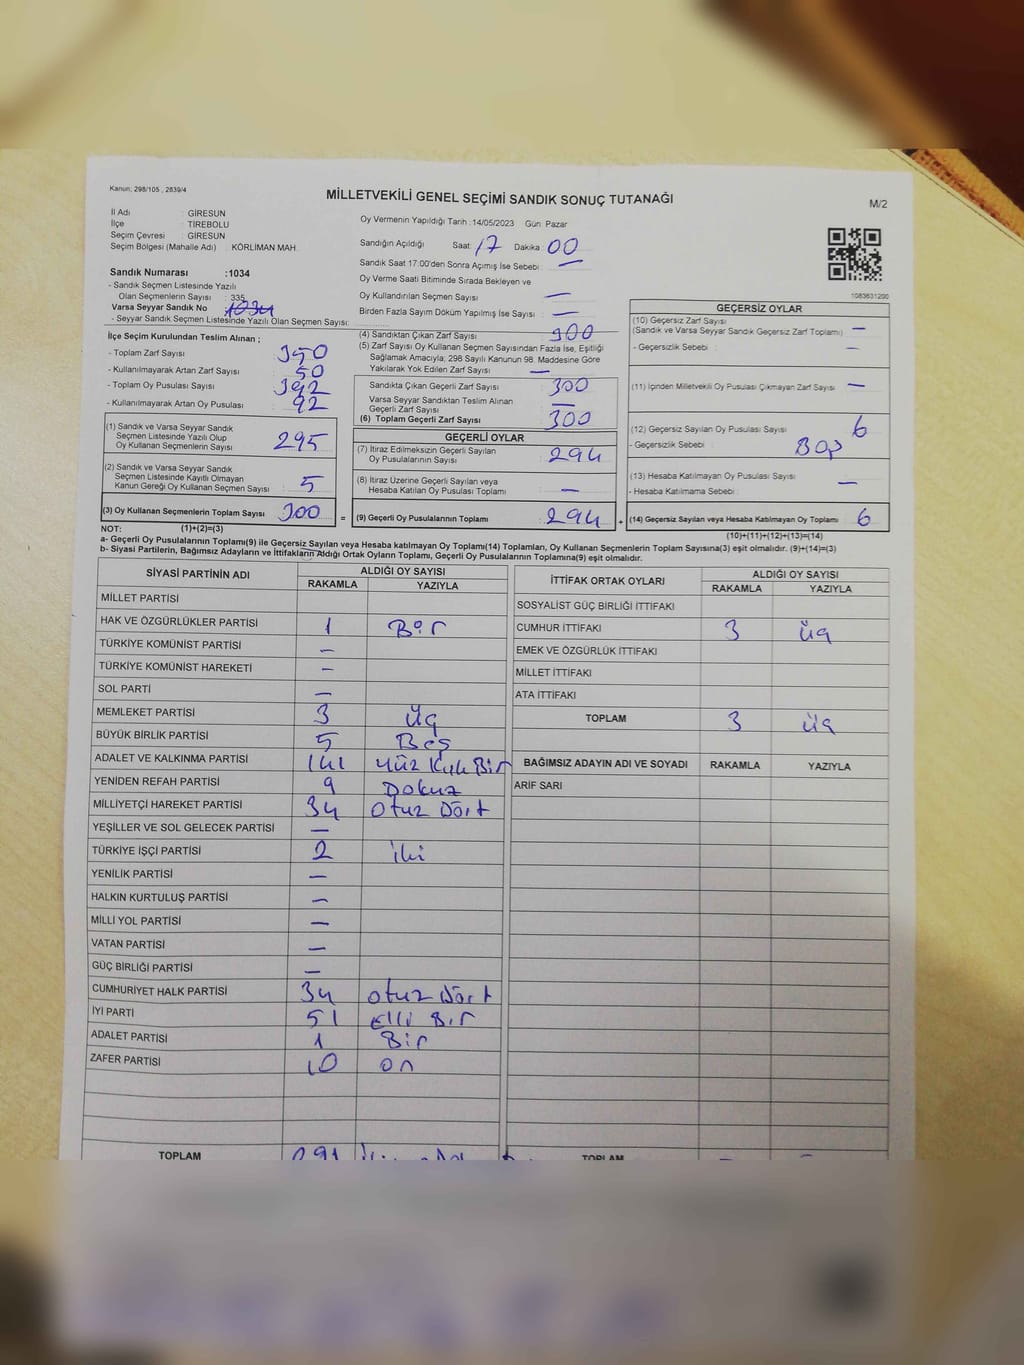 Kanun: 298/105 , 2839/4
MİLLETVEKİLİ GENEL SEÇİMİ SANDIK SONUÇ TUTANAĞI
M/2
İl Adı : GİRESUN
İlçe : TİREBOLU
Seçim Çevresi : GİRESUN
Seçim Bölgesi (Mahalle Adı) : KÖRLİMAN MAH.
Oy Vermenin Yapıldığı Tarih : 14/05/2023 Gün: Pazar
Sandığın Açıldığı Saat: 17 Dakika : 00
Sandık Saat 17:00'den Sonra Açımış İse Sebebi : —
Oy Verme Saati Bitiminde Sırada Bekleyen ve
Oy Kullandırılan Seçmen Sayısı —
Birden Fazla Sayım Döküm Yapılmış İse Sayısı : —
1083631200
Sandık Numarası :1034
- Sandık Seçmen Listesinde Yazılı
Olan Seçmenlerin Sayısı : 335
Varsa Seyyar Sandık No : 1034
- Seyyar Sandık Seçmen Listesinde Yazılı Olan Seçmen Sayısı:
İlçe Seçim Kurulundan Teslim Alınan ;
- Toplam Zarf Sayısı 350
- Kullanılmayarak Artan Zarf Sayısı 50
- Toplam Oy Pusulası Sayısı 392
- Kullanılmayarak Artan Oy Pusulası 92
(1) Sandık ve Varsa Seyyar Sandık
Seçmen Listesinde Yazılı Olup
Oy Kullanan Seçmenlerin Sayısı 295
(2) Sandık ve Varsa Seyyar Sandık
Seçmen Listesinde Kayıtlı Olmayan
Kanun Gereği Oy Kullanan Seçmen Sayısı 5
(3) Oy Kullanan Seçmenlerin Toplam Sayısı 300 =
(4) Sandıktan Çıkan Zarf Sayısı 300
(5) Zarf Sayısı Oy Kullanan Seçmen Sayısından Fazla İse, Eşitliği
Sağlamak Amacıyla; 298 Sayılı Kanunun 98. Maddesine Göre
Yakılarak Yok Edilen Zarf Sayısı —
Sandıkta Çıkan Geçerli Zarf Sayısı 300
Varsa Seyyar Sandıktan Teslim Alınan
Geçerli Zarf Sayısı —
(6) Toplam Geçerli Zarf Sayısı 300
GEÇERLİ OYLAR
(7) İtiraz Edilmeksizin Geçerli Sayılan
Oy Pusulalarının Sayısı 294
(8) İtiraz Üzerine Geçerli Sayılan veya
Hesaba Katılan Oy Pusulası Toplamı —
(9) Geçerli Oy Pusulalarının Toplamı 294 +
GEÇERSİZ OYLAR
(10) Geçersiz Zarf Sayısı
(Sandık ve Varsa Seyyar Sandık Geçersiz Zarf Toplamı) —
- Geçersizlik Sebebi : —
(11) İçinden Milletvekili Oy Pusulası Çıkmayan Zarf Sayısı —
(12) Geçersiz Sayılan Oy Pusulası Sayısı 6
- Geçersizlik Sebebi :
(13) Hesaba Katılmayan Oy Pusulası Sayısı —
- Hesaba Katılmama Sebebi :
(14) Geçersiz Sayılan veya Hesaba Katılmayan Oy Toplamı 6
NOT: (1)+(2)=(3)
(10)+(11)+(12)+(13)=(14)
a- Geçerli Oy Pusulalarının Toplamı(9) ile Geçersiz Sayılan veya Hesaba katılmayan Oy Toplamı(14) Toplamları, Oy Kullanan Seçmenlerin Toplam Sayısına(3) eşit olmalıdır. (9)+(14)=(3)
b- Siyasi Partilerin, Bağımsız Adayların ve İttifakların Aldığı Ortak Oyların Toplamı, Geçerli Oy Pusulalarının Toplamına(9) eşit olmalıdır.
SİYASİ PARTİNİN ADI ALDIĞI OY SAYISI
RAKAMLA YAZIYLA
MİLLET PARTİSİ
HAK VE ÖZGÜRLÜKLER PARTİSİ 1 Bir
TÜRKİYE KOMÜNİST PARTİSİ —
TÜRKİYE KOMÜNİST HAREKETİ —
SOL PARTİ —
MEMLEKET PARTİSİ 3 Üç
BÜYÜK BİRLİK PARTİSİ 5 Beş
ADALET VE KALKINMA PARTİSİ 141 Yüz Kırk Bir
YENİDEN REFAH PARTİSİ 9 Dokuz
MİLLİYETÇİ HAREKET PARTİSİ 34 Otuz Dört
YEŞİLLER VE SOL GELECEK PARTİSİ —
TÜRKİYE İŞÇİ PARTİSİ 2 İki
YENİLİK PARTİSİ —
HALKIN KURTULUŞ PARTİSİ —
MİLLİ YOL PARTİSİ —
VATAN PARTİSİ —
GÜÇ BİRLİĞİ PARTİSİ —
CUMHURİYET HALK PARTİSİ 34 Otuz Dört
İYİ PARTİ 51 Elli Bir
ADALET PARTİSİ 1 Bir
ZAFER PARTİSİ 10 On
TOPLAM 291
İTTİFAK ORTAK OYLARI ALDIĞI OY SAYISI
RAKAMLA YAZIYLA
SOSYALİST GÜÇ BİRLİĞİ İTTİFAKI
CUMHUR İTTİFAKI 3 Üç
EMEK VE ÖZGÜRLÜK İTTİFAKI
MİLLET İTTİFAKI
ATA İTTİFAKI
TOPLAM 3 Üç
BAĞIMSIZ ADAYIN ADI VE SOYADI RAKAMLA YAZIYLA
ARİF SARI
TOPLAM